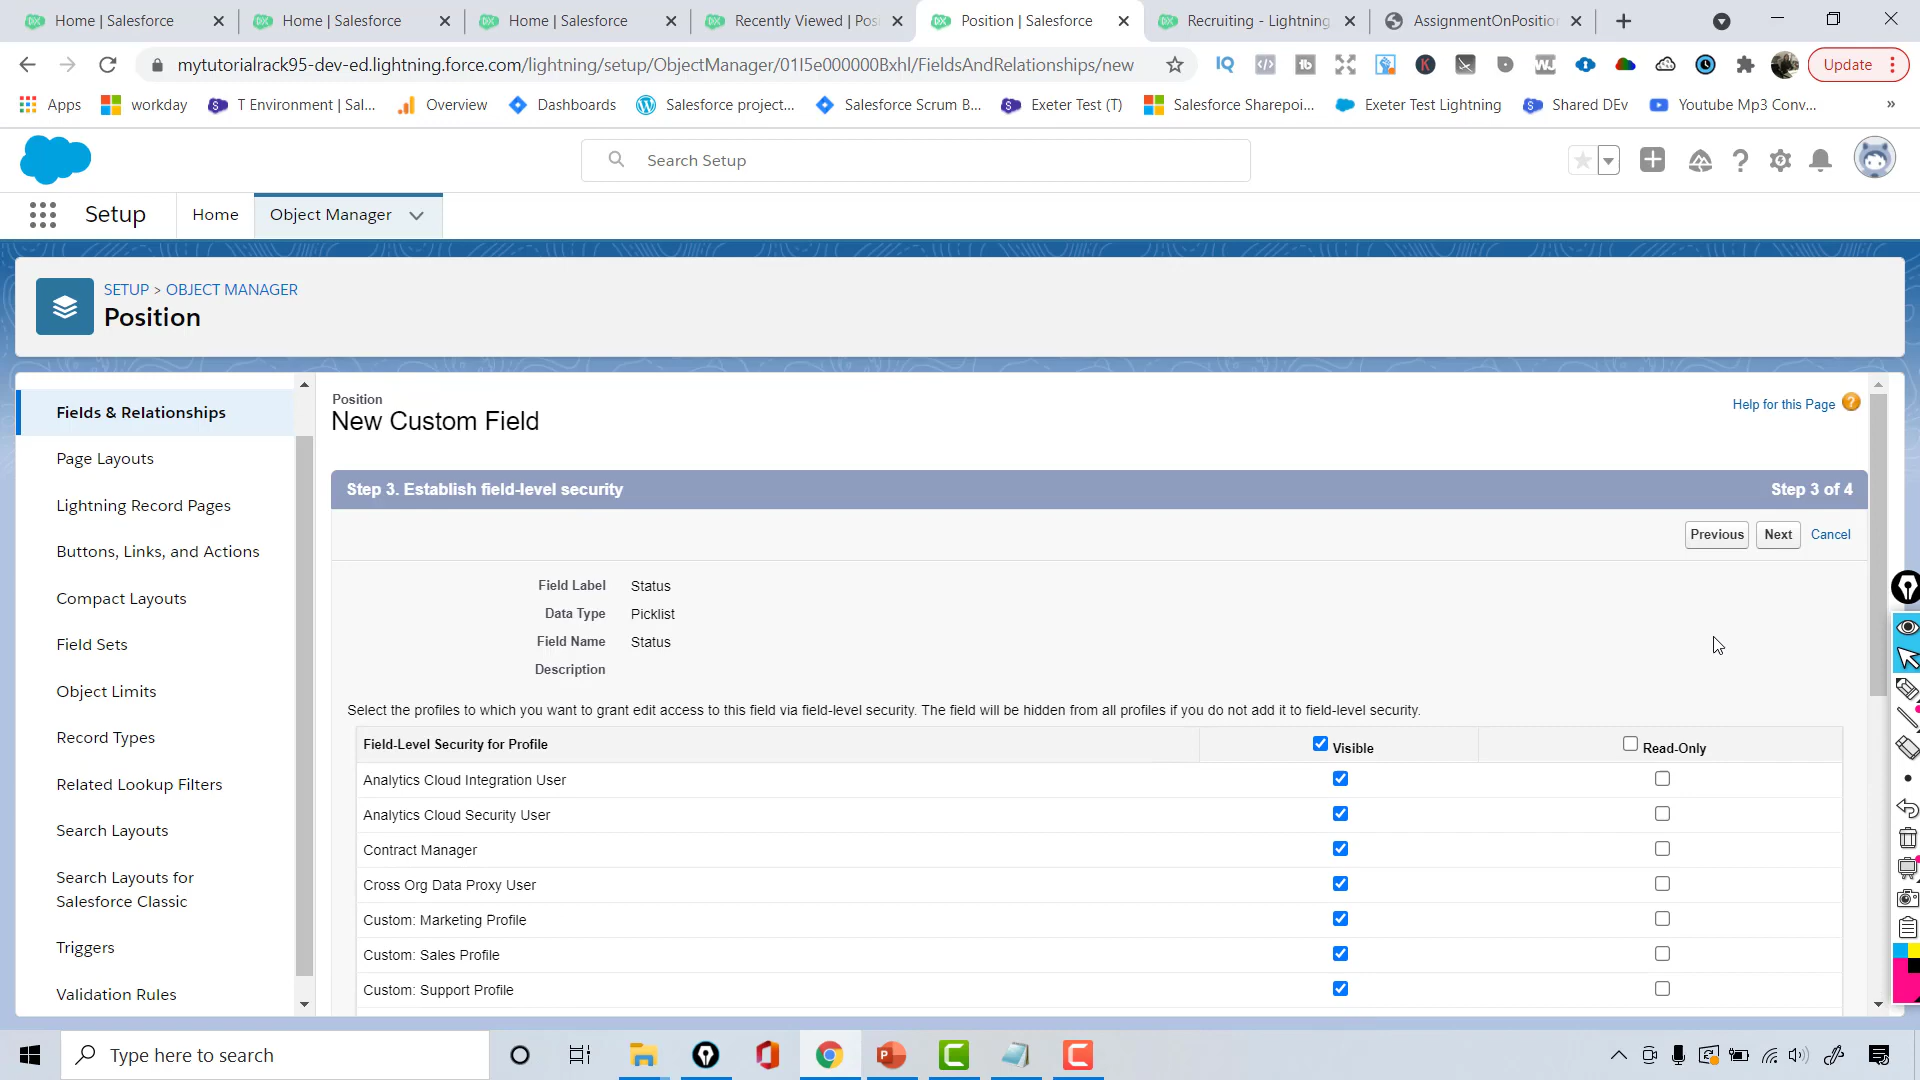 Home | Salesforce
Home | Salesforce
Home | Salesforce
Recently Viewed | Posi
Position | Salesforce
Recruiting - Lightning
AssignmentOnPosition
mytutorialrack95-dev-ed.lightning.force.com/lightning/setup/ObjectManager/01I5e000000Bxhl/FieldsAndRelationships/new
IQ
Update
Apps
workday
T Environment | Sal...
Overview
Dashboards
Salesforce project...
Salesforce Scrum B...
Exeter Test (T)
Salesforce Sharepoi...
Exeter Test Lightning
Shared DEv
Youtube Mp3 Conv...
»
Search Setup
Setup
Home
Object Manager
SETUP > OBJECT MANAGER
Position
Fields & Relationships
Page Layouts
Lightning Record Pages
Buttons, Links, and Actions
Compact Layouts
Field Sets
Object Limits
Record Types
Related Lookup Filters
Search Layouts
Search Layouts for
Salesforce Classic
Triggers
Validation Rules
Position
New Custom Field
Help for this Page
Step 3. Establish field-level security
Step 3 of 4
Previous
Next
Cancel
Field Label Status
Data Type Picklist
Field Name Status
Description
Select the profiles to which you want to grant edit access to this field via field-level security. The field will be hidden from all profiles if you do not add it to field-level security.
Field-Level Security for Profile
Visible
Read-Only
Analytics Cloud Integration User
Analytics Cloud Security User
Contract Manager
Cross Org Data Proxy User
Custom: Marketing Profile
Custom: Sales Profile
Custom: Support Profile
Type here to search